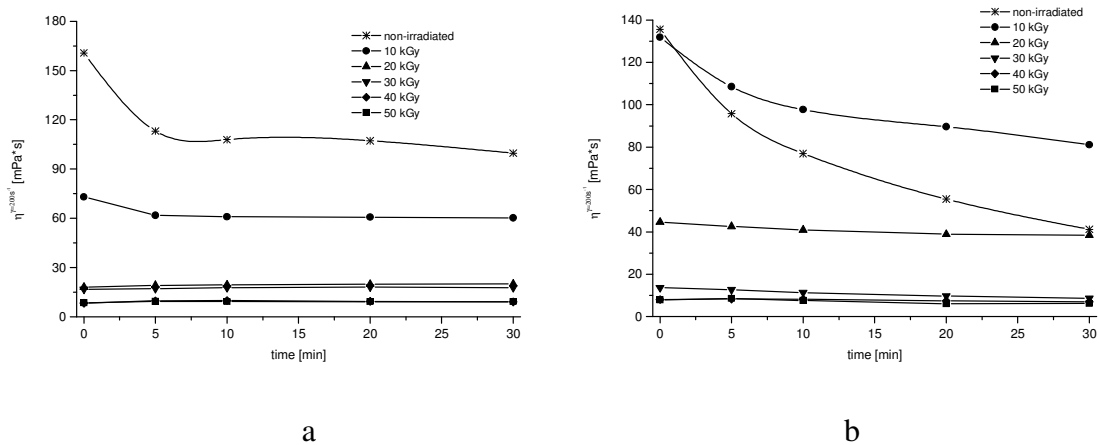 180
150
120
90
60
30
0
η^γ=200s^-1 [mPa*s]
non-irradiated
10 kGy
20 kGy
30 kGy
40 kGy
50 kGy
0 5 10 15 20 25 30
time [min]
a
140
120
100
80
60
40
20
0
η^γ=200s^-1 [mPa*s]
non-irradiated
10 kGy
20 kGy
30 kGy
40 kGy
50 kGy
0 5 10 15 20 25 30
time [min]
b